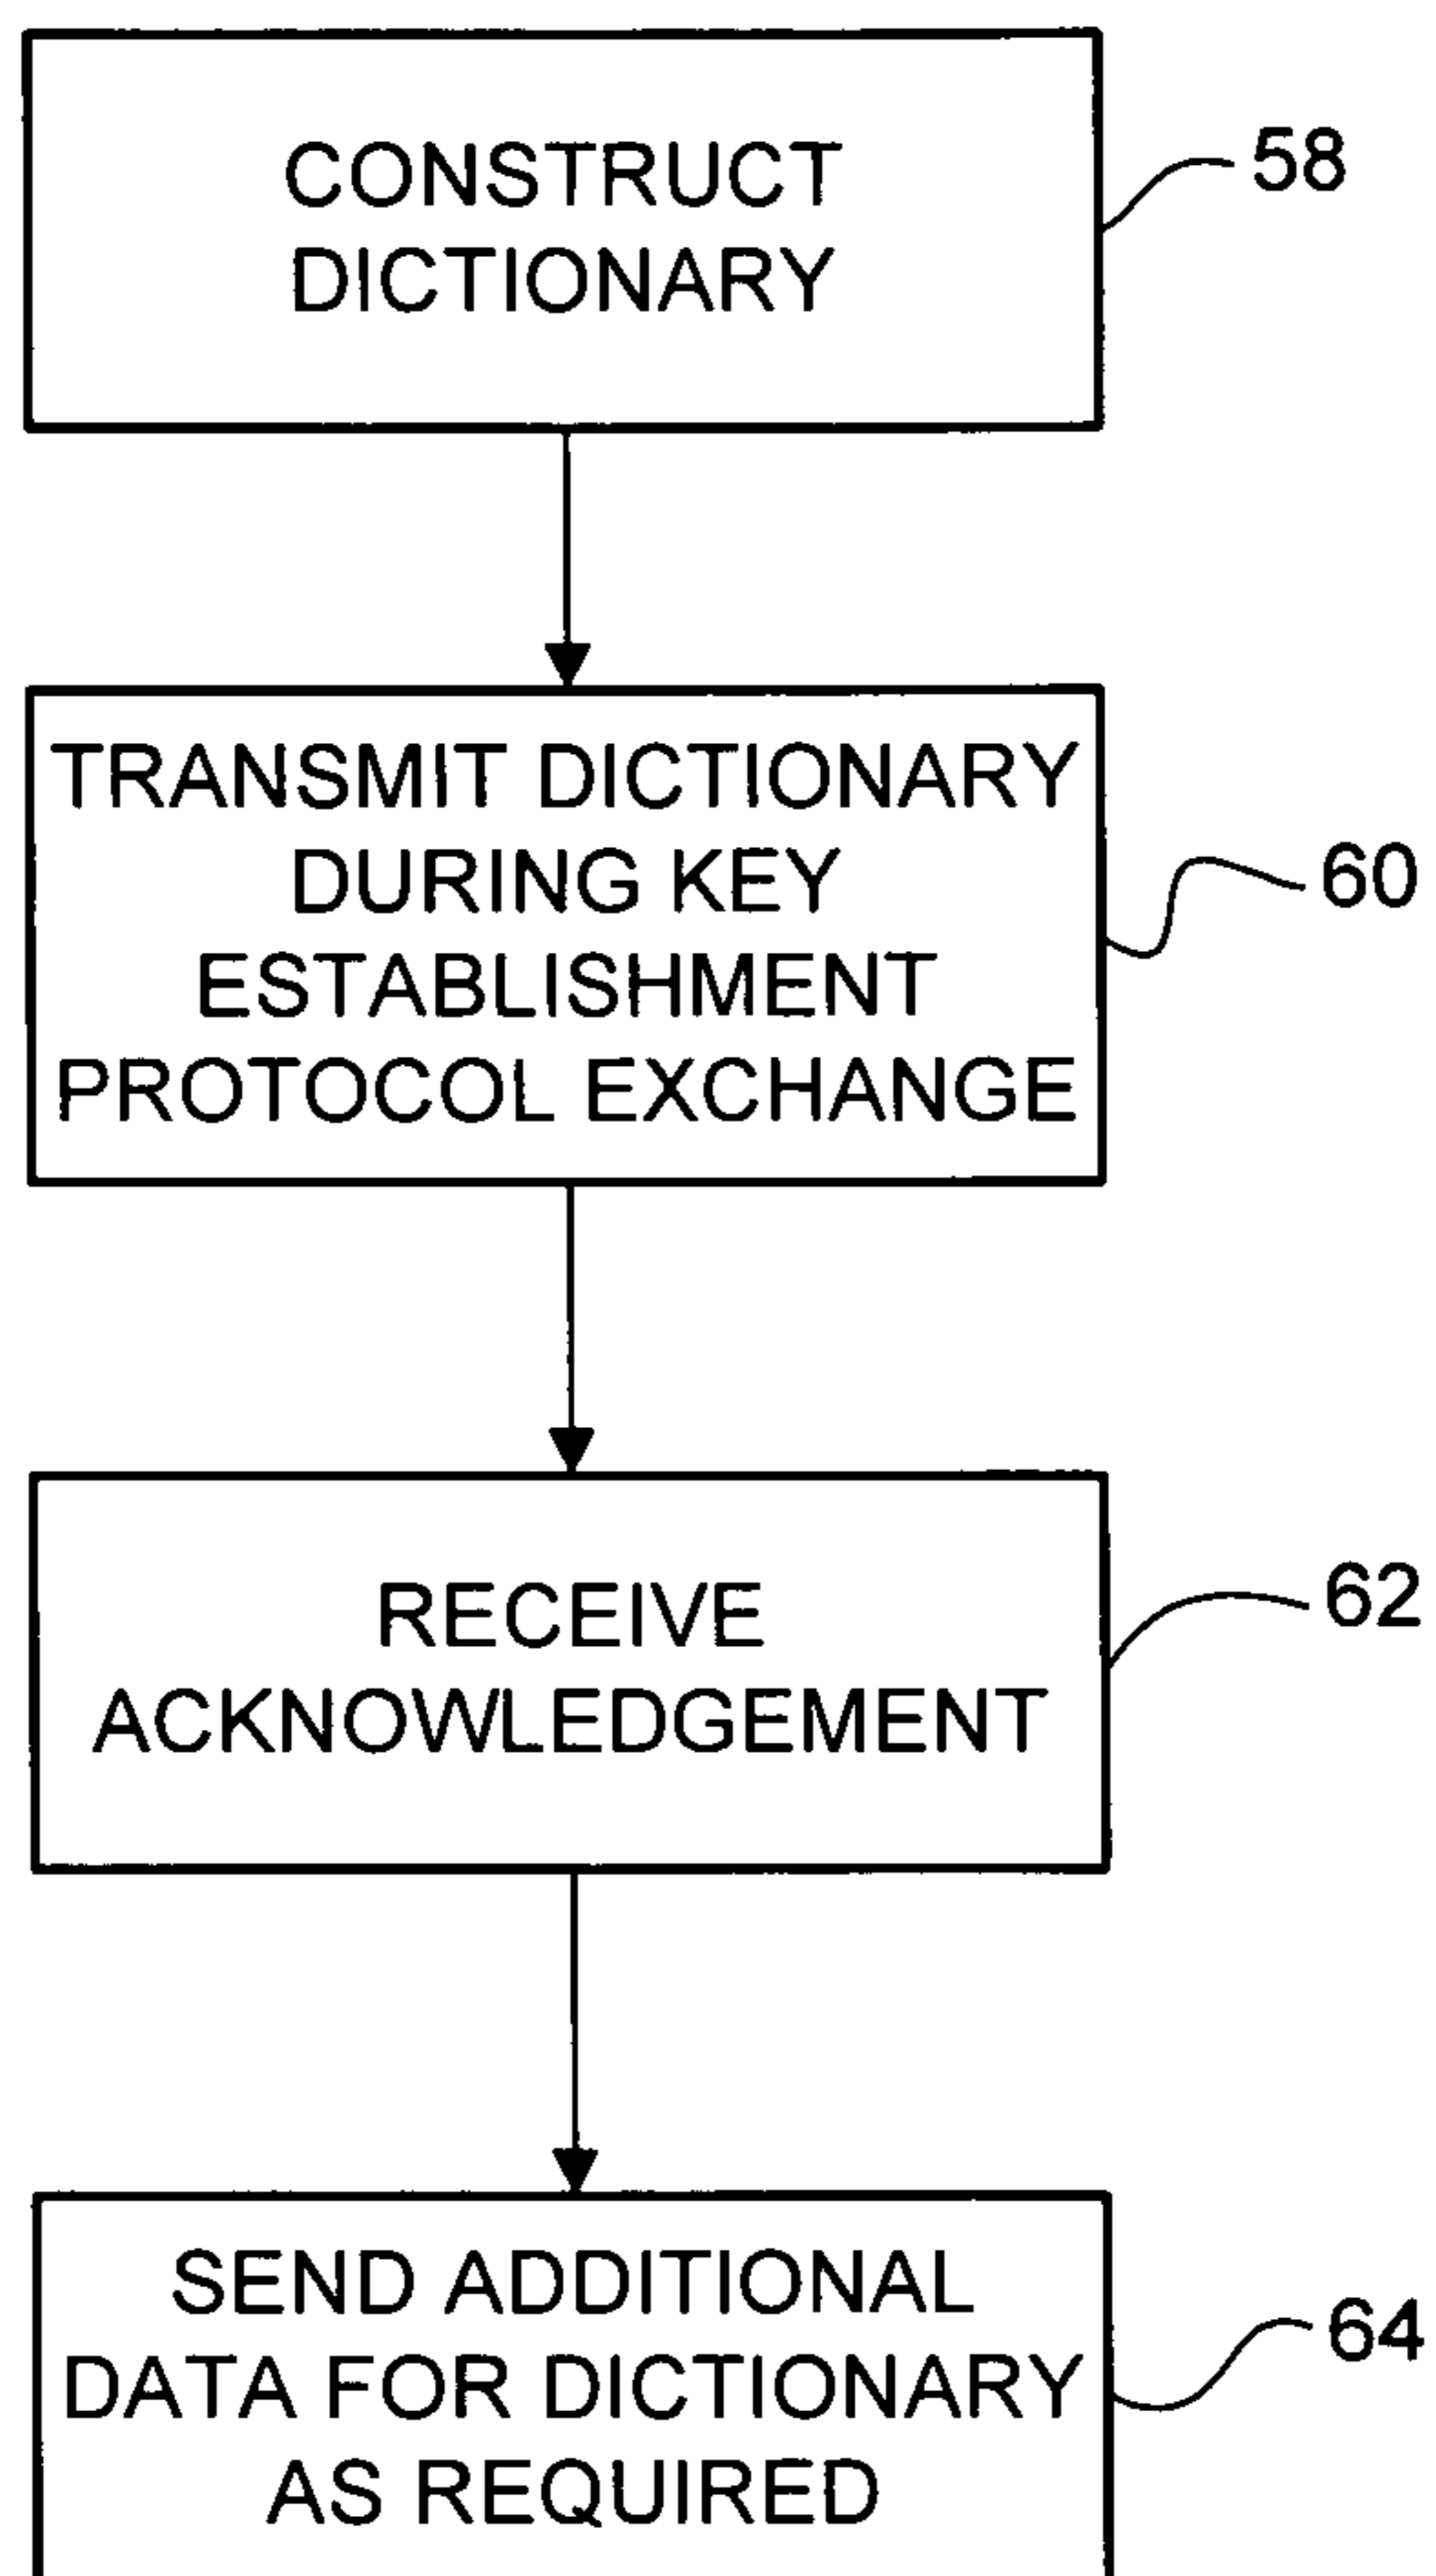 CONSTRUCT
DICTIONARY
58
TRANSMIT DICTIONARY
DURING KEY
ESTABLISHMENT
PROTOCOL EXCHANGE
60
RECEIVE
ACKNOWLEDGEMENT
62
SEND ADDITIONAL
DATA FOR DICTIONARY
AS REQUIRED
64